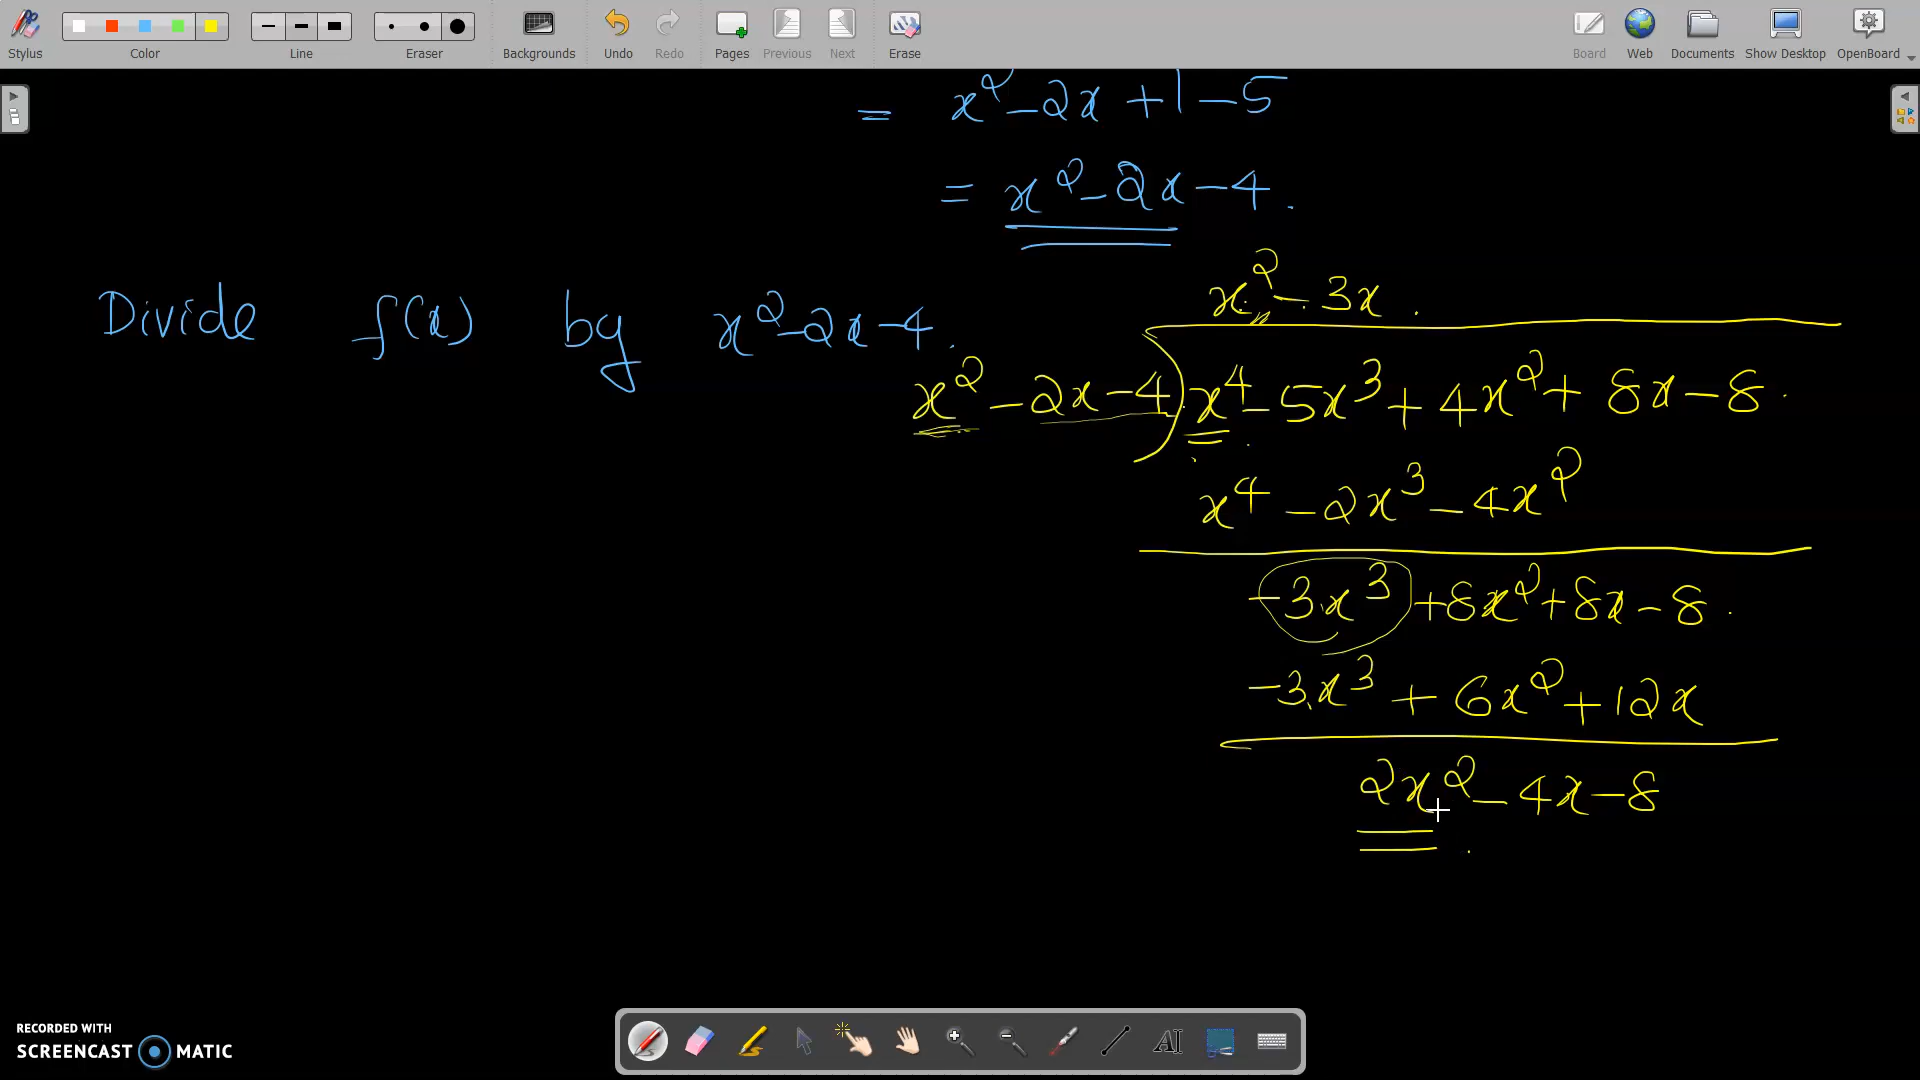 Stylus Color Line Eraser Backgrounds Undo Redo Pages Previous Next Erase Board Web Documents Show Desktop OpenBoard
= x² - 2x + 1 - 5
= x² - 2x - 4.
x² - 3x.
Divide f(x) by x² - 2x - 4.
x² - 2x - 4 ) x⁴ - 5x³ + 4x² + 8x - 8.
x⁴ - 2x³ - 4x²
-3x³ + 8x² + 8x - 8.
-3x³ + 6x² + 12x
2x² - 4x - 8
RECORDED WITH
SCREENCAST MATIC